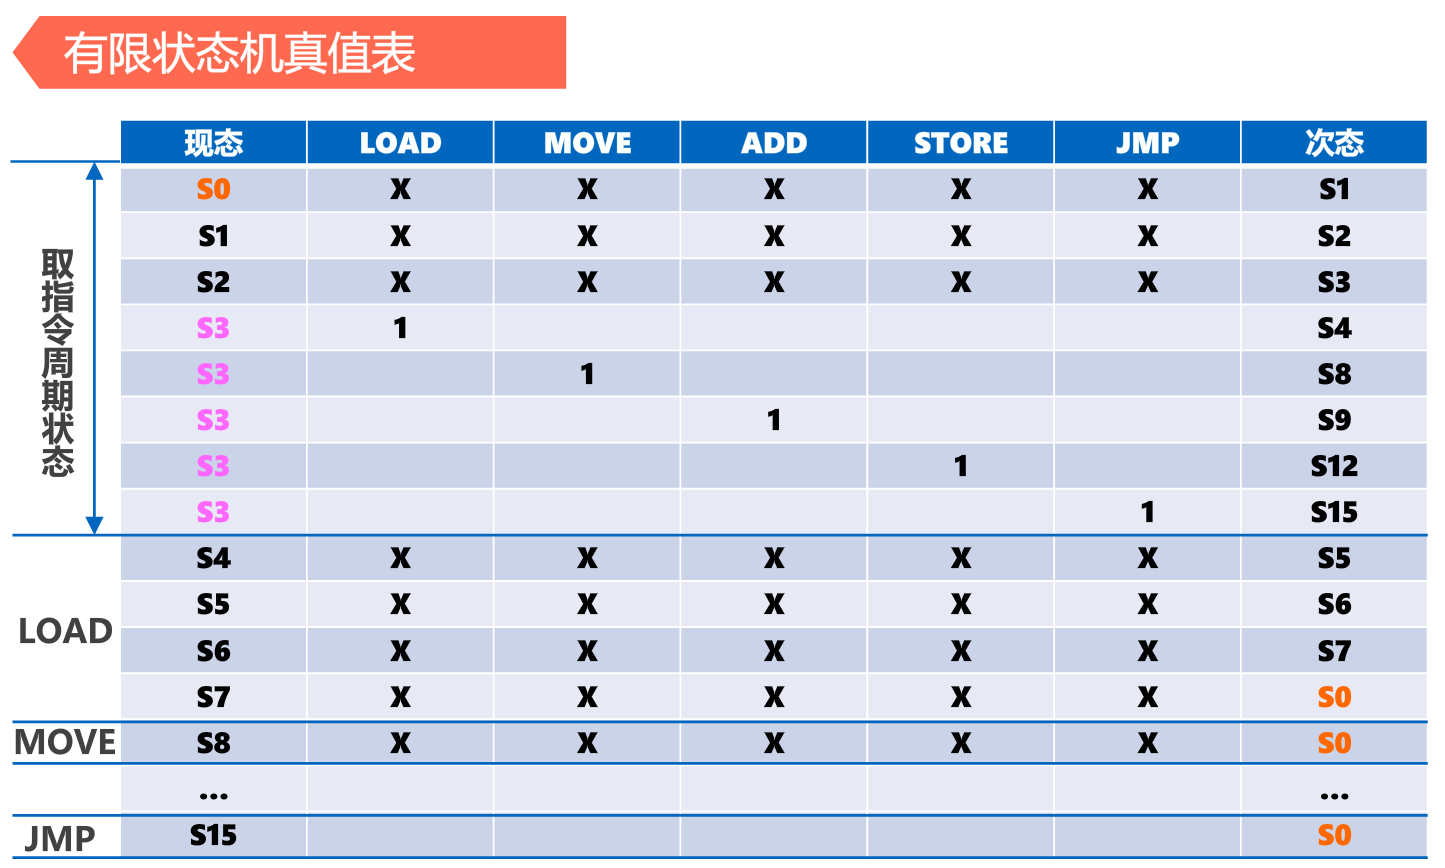 有限状态机真值表
现态 LOAD MOVE ADD STORE JMP 次态
取指令周期状态
S0 X X X X X S1
S1 X X X X X S2
S2 X X X X X S3
S3 1 S4
S3 1 S8
S3 1 S9
S3 1 S12
S3 1 S15
LOAD
S4 X X X X X S5
S5 X X X X X S6
S6 X X X X X S7
S7 X X X X X S0
MOVE S8 X X X X X S0
... ...
JMP S15 S0